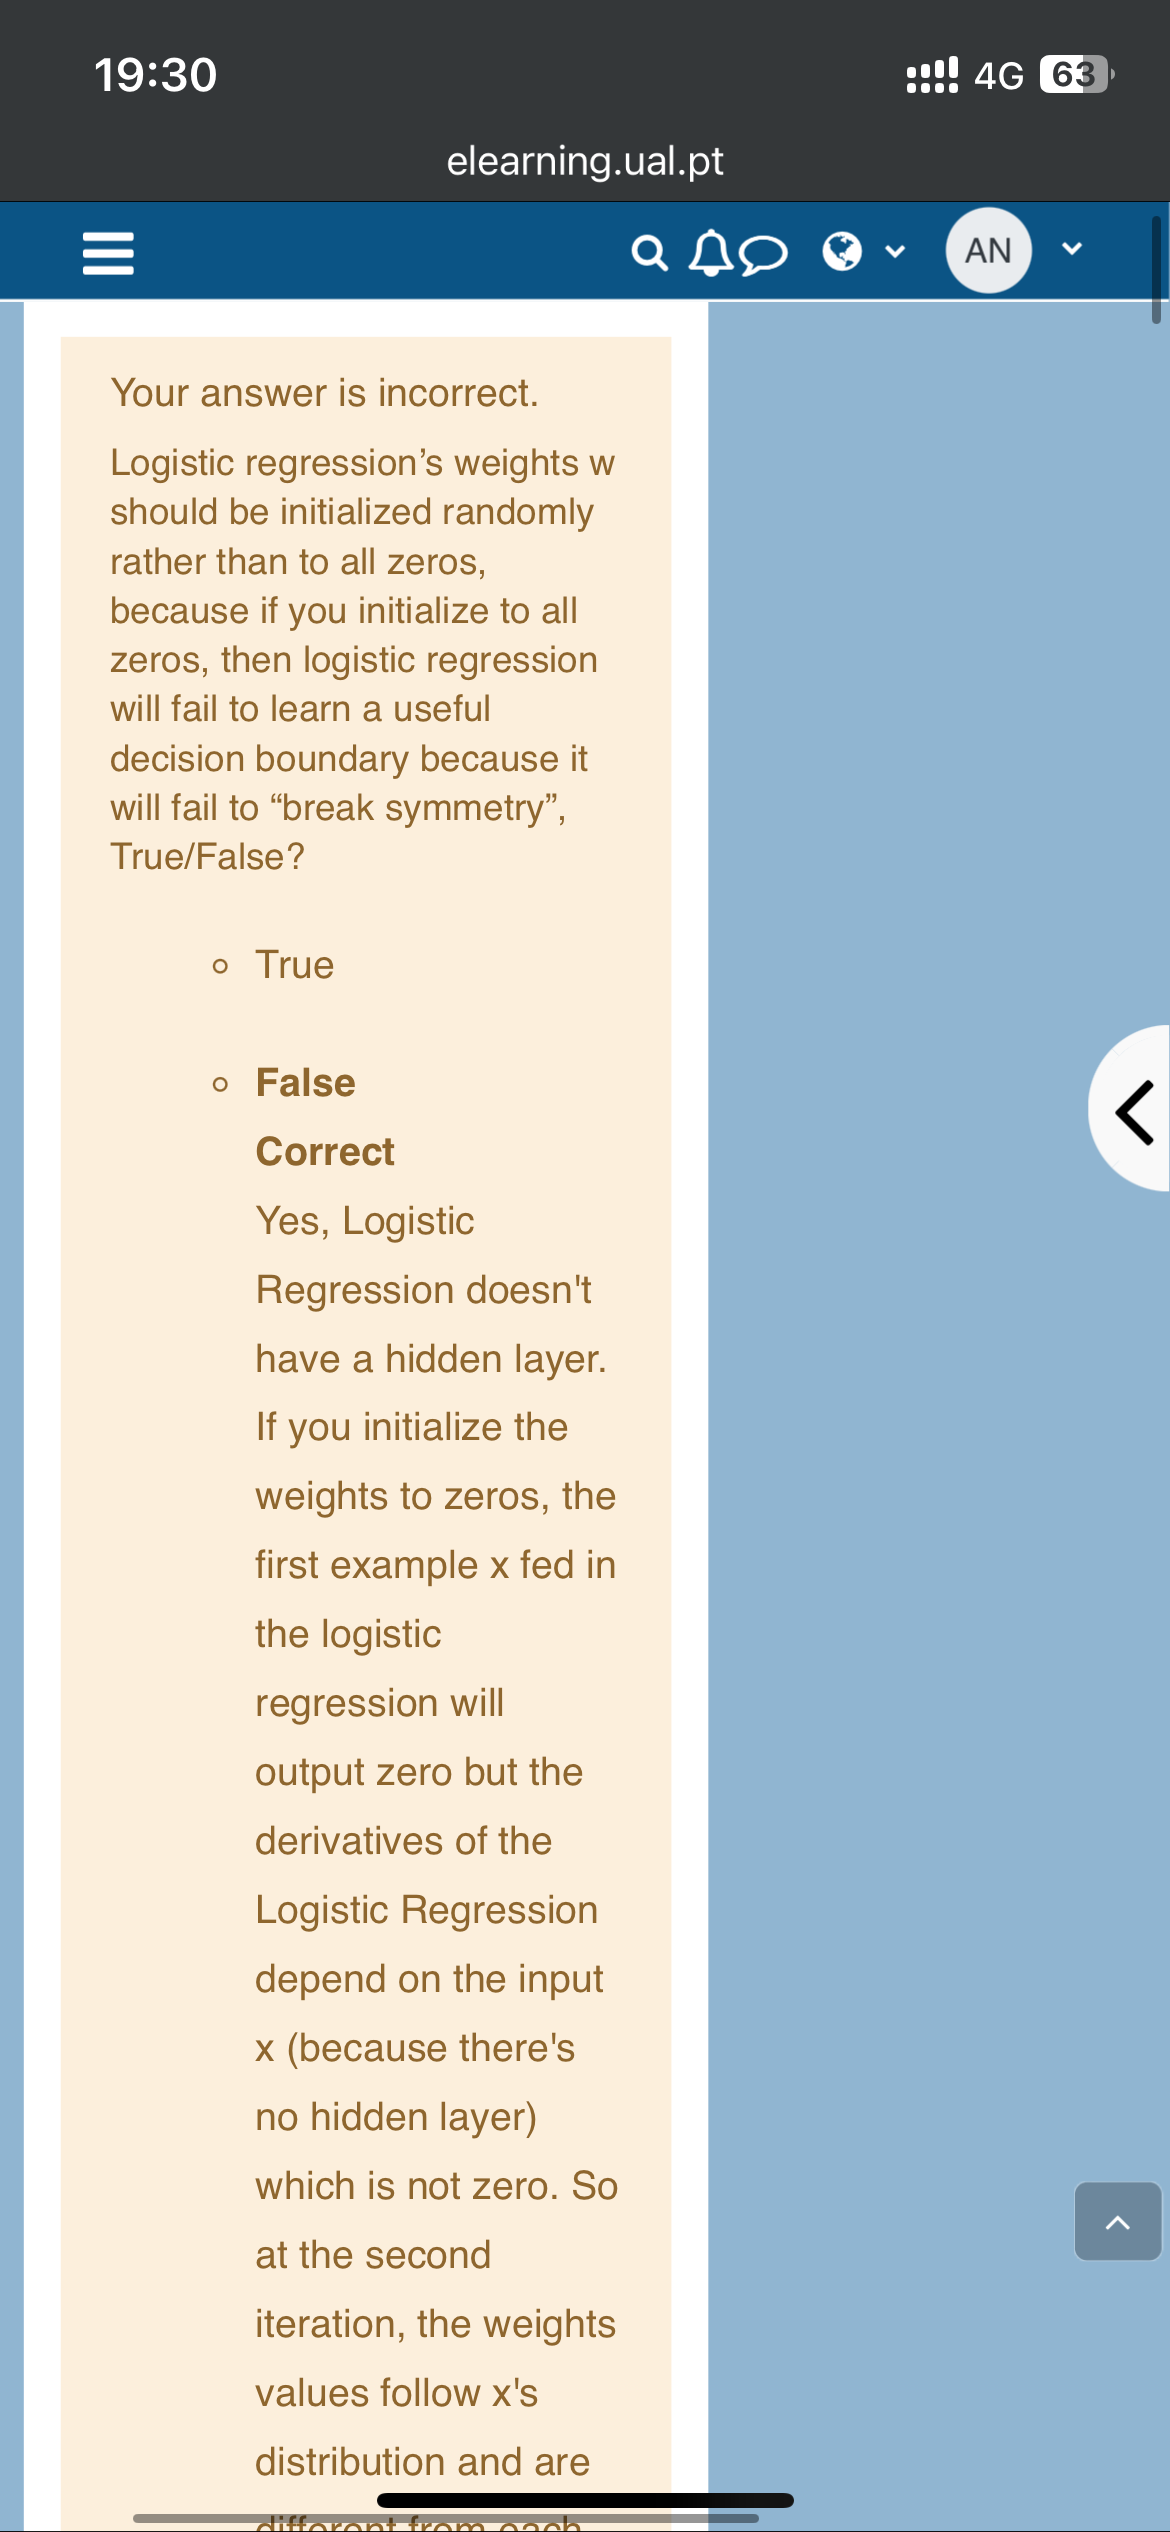 19:30
4G 63
elearning.ual.pt
AN
Your answer is incorrect.
Logistic regression’s weights w
should be initialized randomly
rather than to all zeros,
because if you initialize to all
zeros, then logistic regression
will fail to learn a useful
decision boundary because it
will fail to “break symmetry”,
True/False?
True
False
Correct
Yes, Logistic
Regression doesn't
have a hidden layer.
If you initialize the
weights to zeros, the
first example x fed in
the logistic
regression will
output zero but the
derivatives of the
Logistic Regression
depend on the input
x (because there's
no hidden layer)
which is not zero. So
at the second
iteration, the weights
values follow x's
distribution and are
different from each